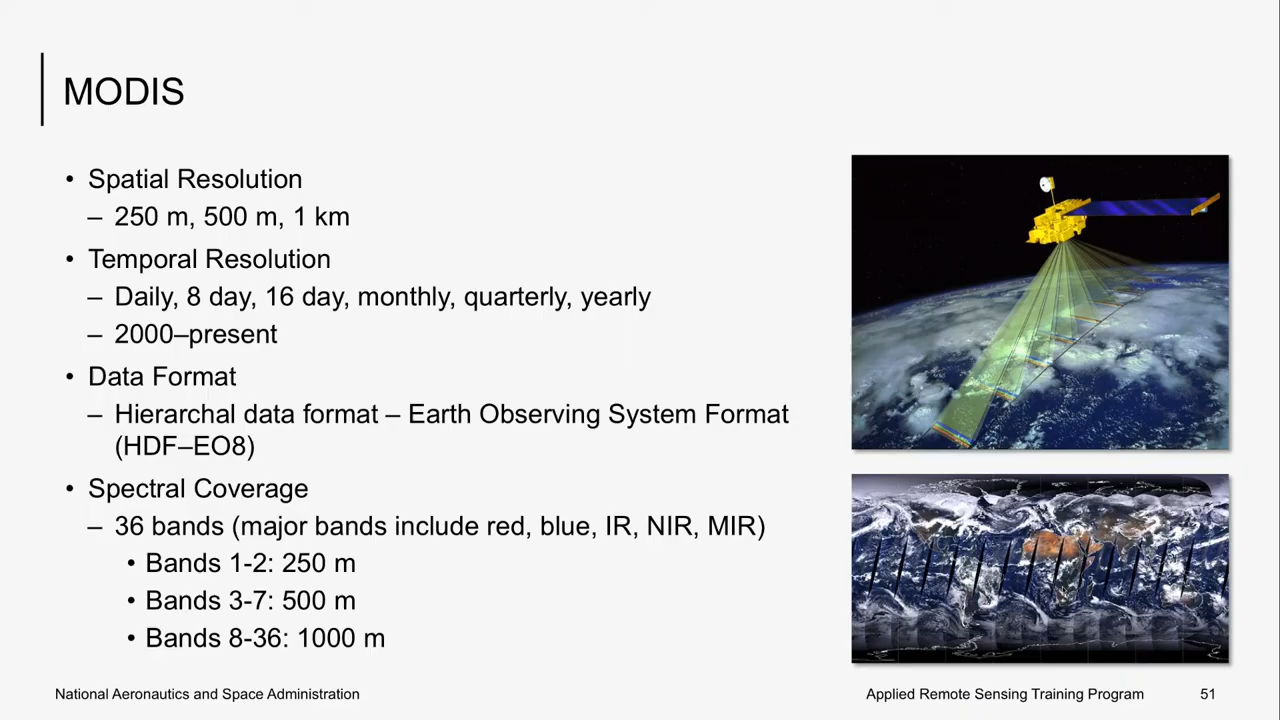 MODIS
• Spatial Resolution
– 250 m, 500 m, 1 km
• Temporal Resolution
– Daily, 8 day, 16 day, monthly, quarterly, yearly
– 2000–present
• Data Format
– Hierarchal data format – Earth Observing System Format
(HDF–EO8)
• Spectral Coverage
– 36 bands (major bands include red, blue, IR, NIR, MIR)
• Bands 1-2: 250 m
• Bands 3-7: 500 m
• Bands 8-36: 1000 m
National Aeronautics and Space Administration
Applied Remote Sensing Training Program
51